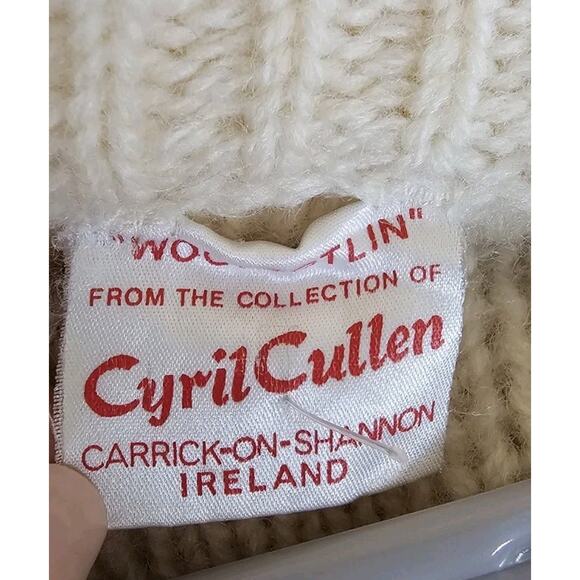 FROM THE COLLECTION OF
Cyril Cullen
CARRICK-ON-SHANNON
IRELAND